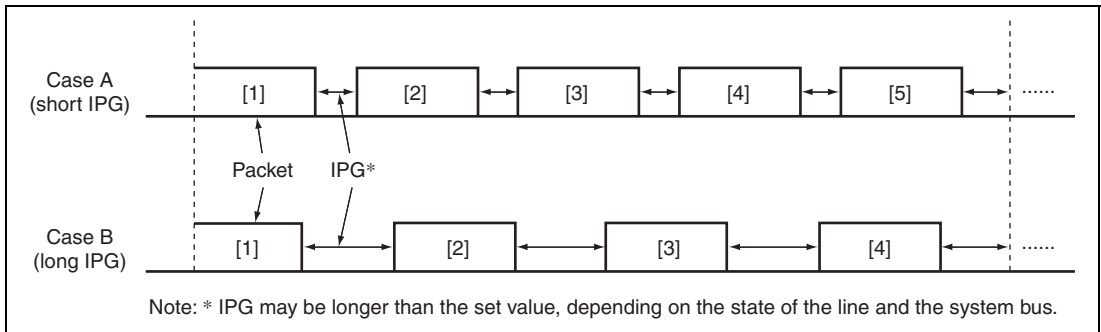 Case A
(short IPG)
[1]
[2]
[3]
[4]
[5]
......
Packet
IPG*
Case B
(long IPG)
[1]
[2]
[3]
[4]
......
Note: * IPG may be longer than the set value, depending on the state of the line and the system bus.